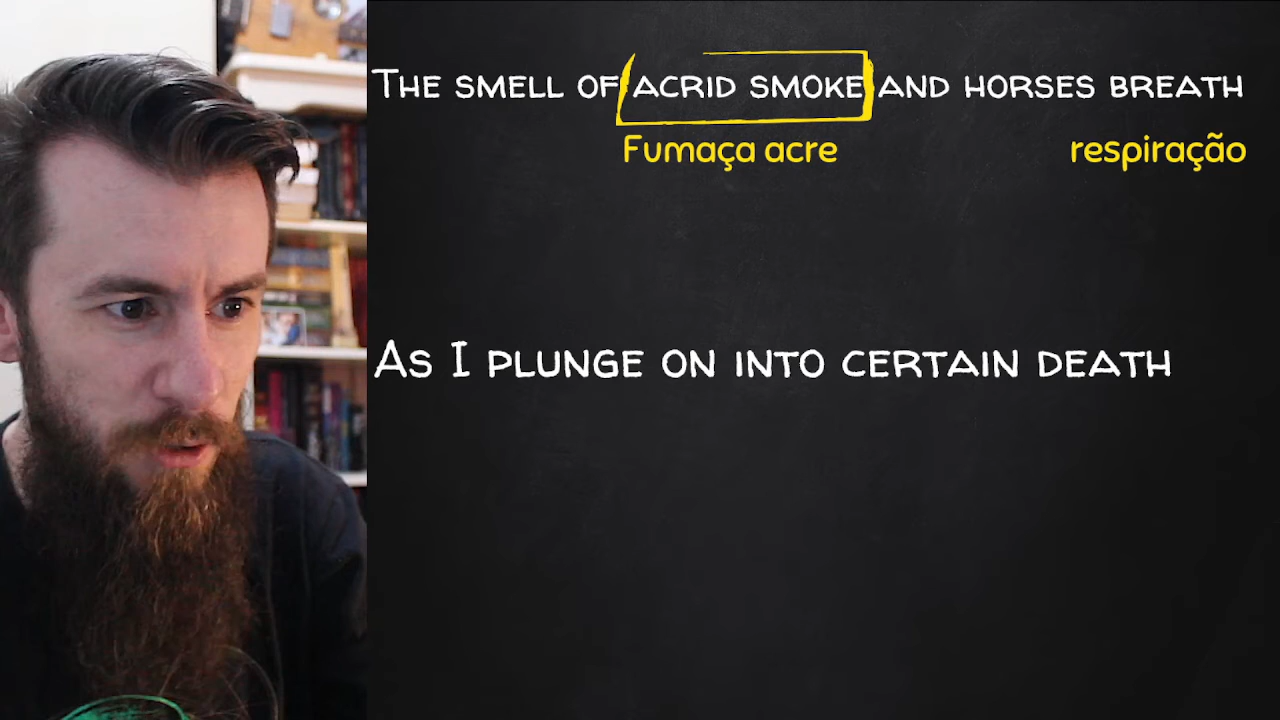 THE SMELL OF ACRID SMOKE AND HORSES BREATH
Fumaça acre respiração
AS I PLUNGE ON INTO CERTAIN DEATH